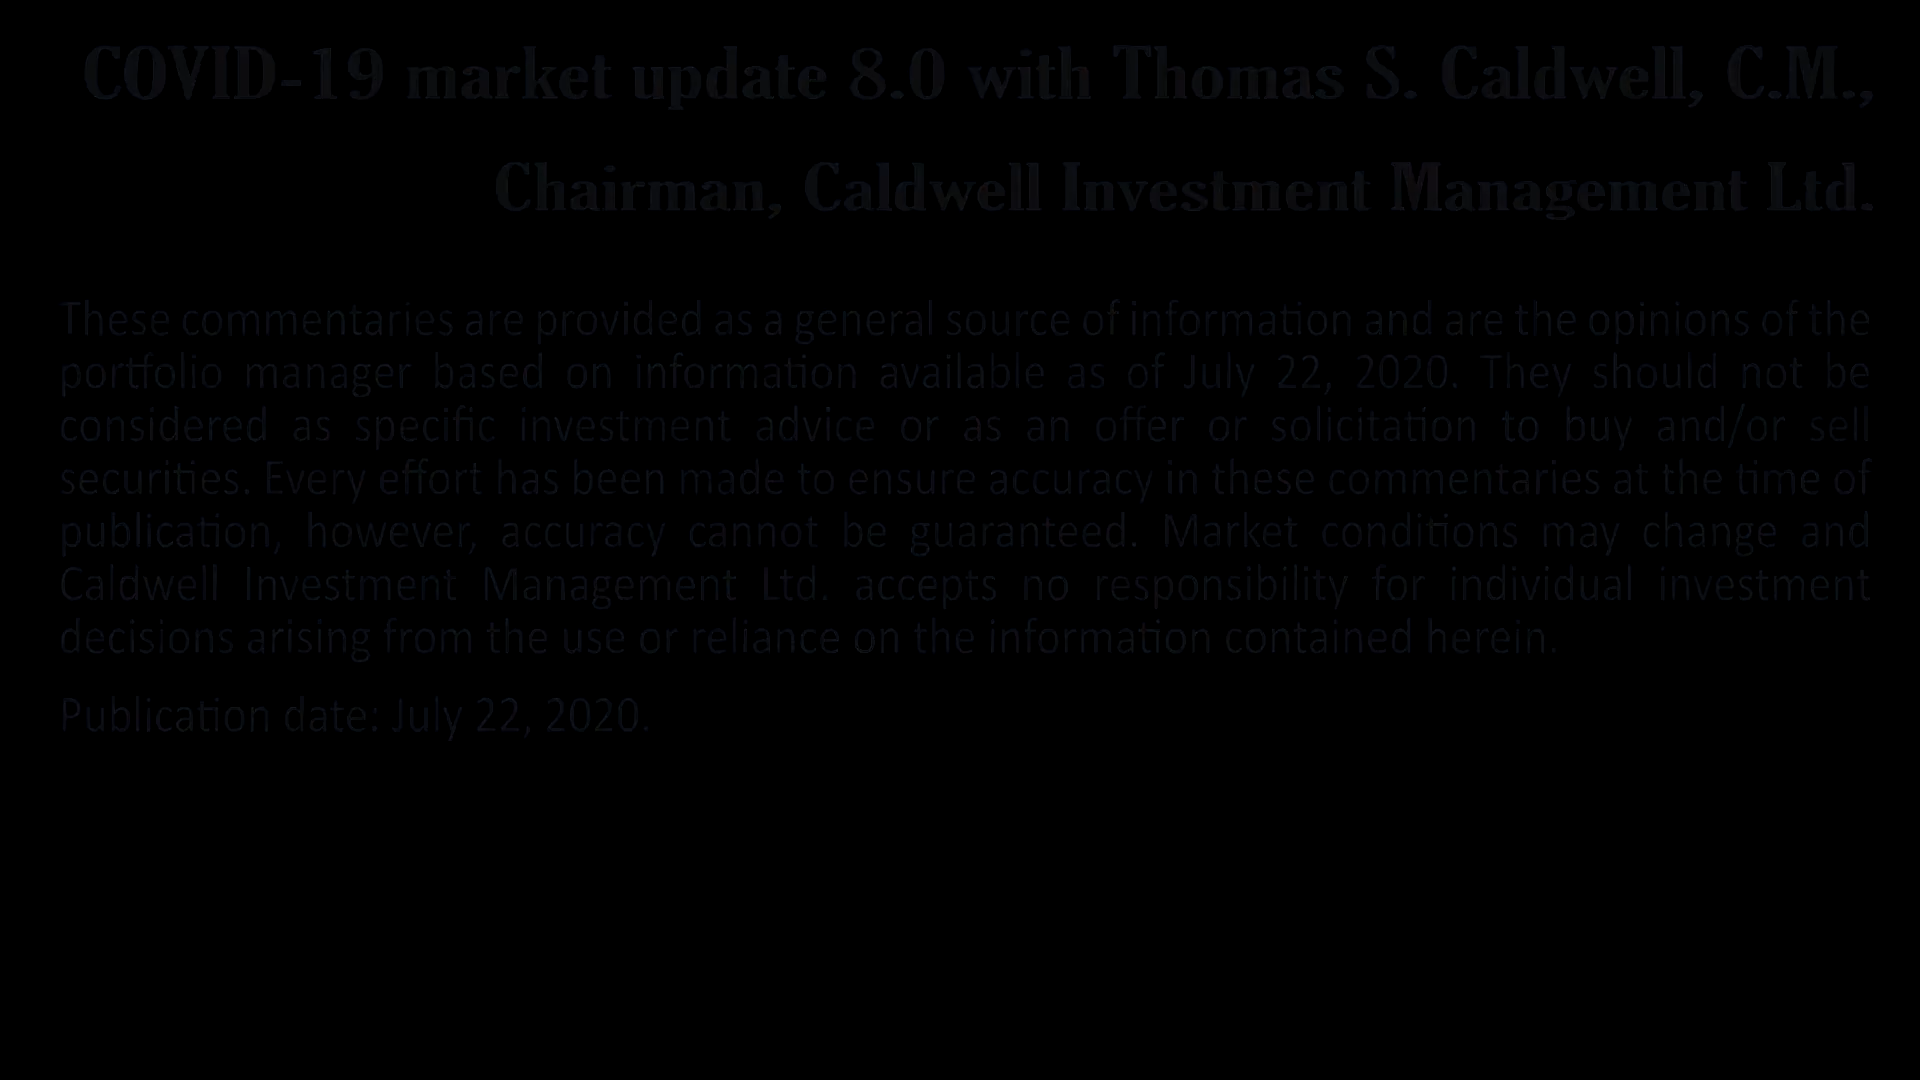 COVID-19 market update 8.0 with Thomas S. Caldwell, C.M.,
Chairman, Caldwell Investment Management Ltd.
These commentaries are provided as a general source of information and are the opinions of the
portfolio manager based on information available as of July 22, 2020. They should not be
considered as specific investment advice or as an offer or solicitation to buy and/or sell
securities. Every effort has been made to ensure accuracy in these commentaries at the time of
publication, however, accuracy cannot be guaranteed. Market conditions may change and
Caldwell Investment Management Ltd. accepts no responsibility for individual investment
decisions arising from the use or reliance on the information contained herein.
Publication date: July 22, 2020.